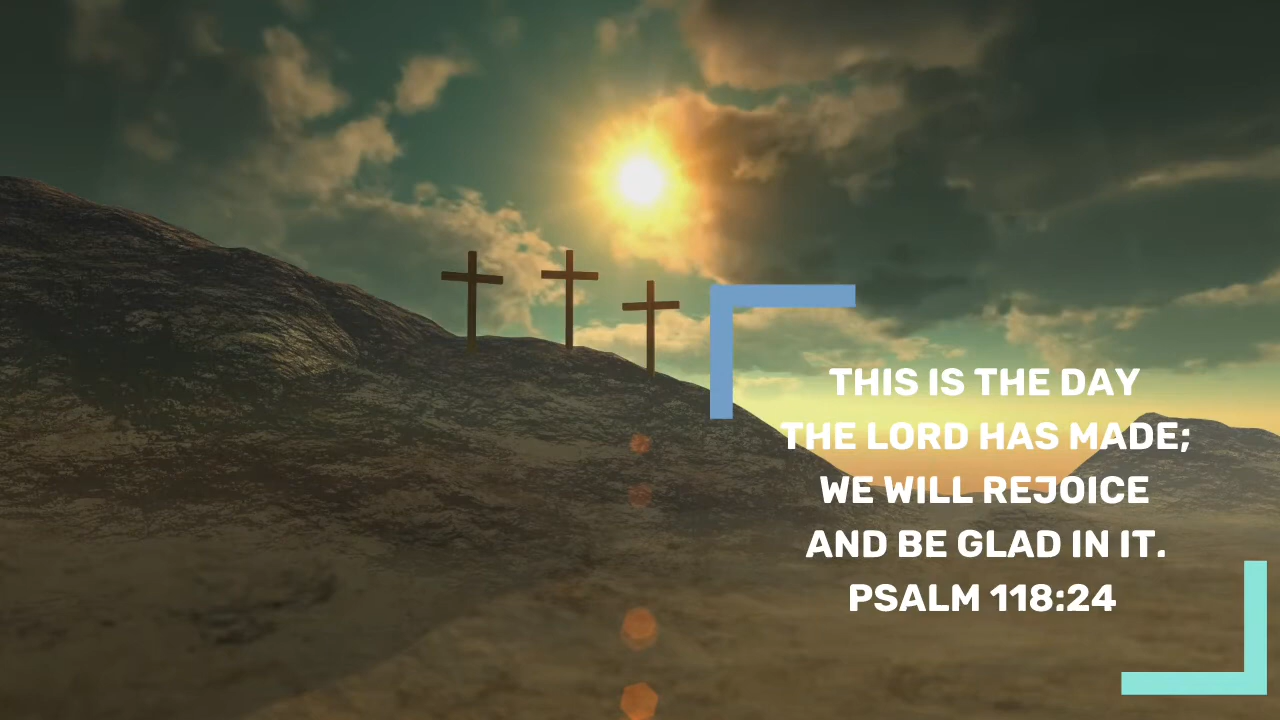 THIS IS THE DAY
THE LORD HAS MADE;
WE WILL REJOICE
AND BE GLAD IN IT.
PSALM 118:24